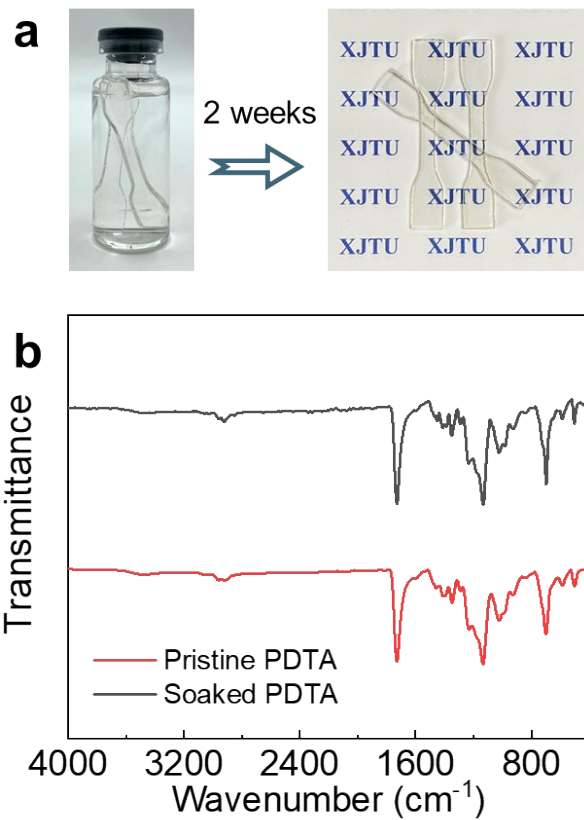 a
2 weeks
XJTU XJTU XJTU
XJTU XJTU XJTU
XJTU XJTU XJTU
XJTU XJTU XJTU
XJTU XJTU XJTU
b
Transmittance
Pristine PDTA
Soaked PDTA
4000 3200 2400 1600 800
Wavenumber (cm⁻¹)